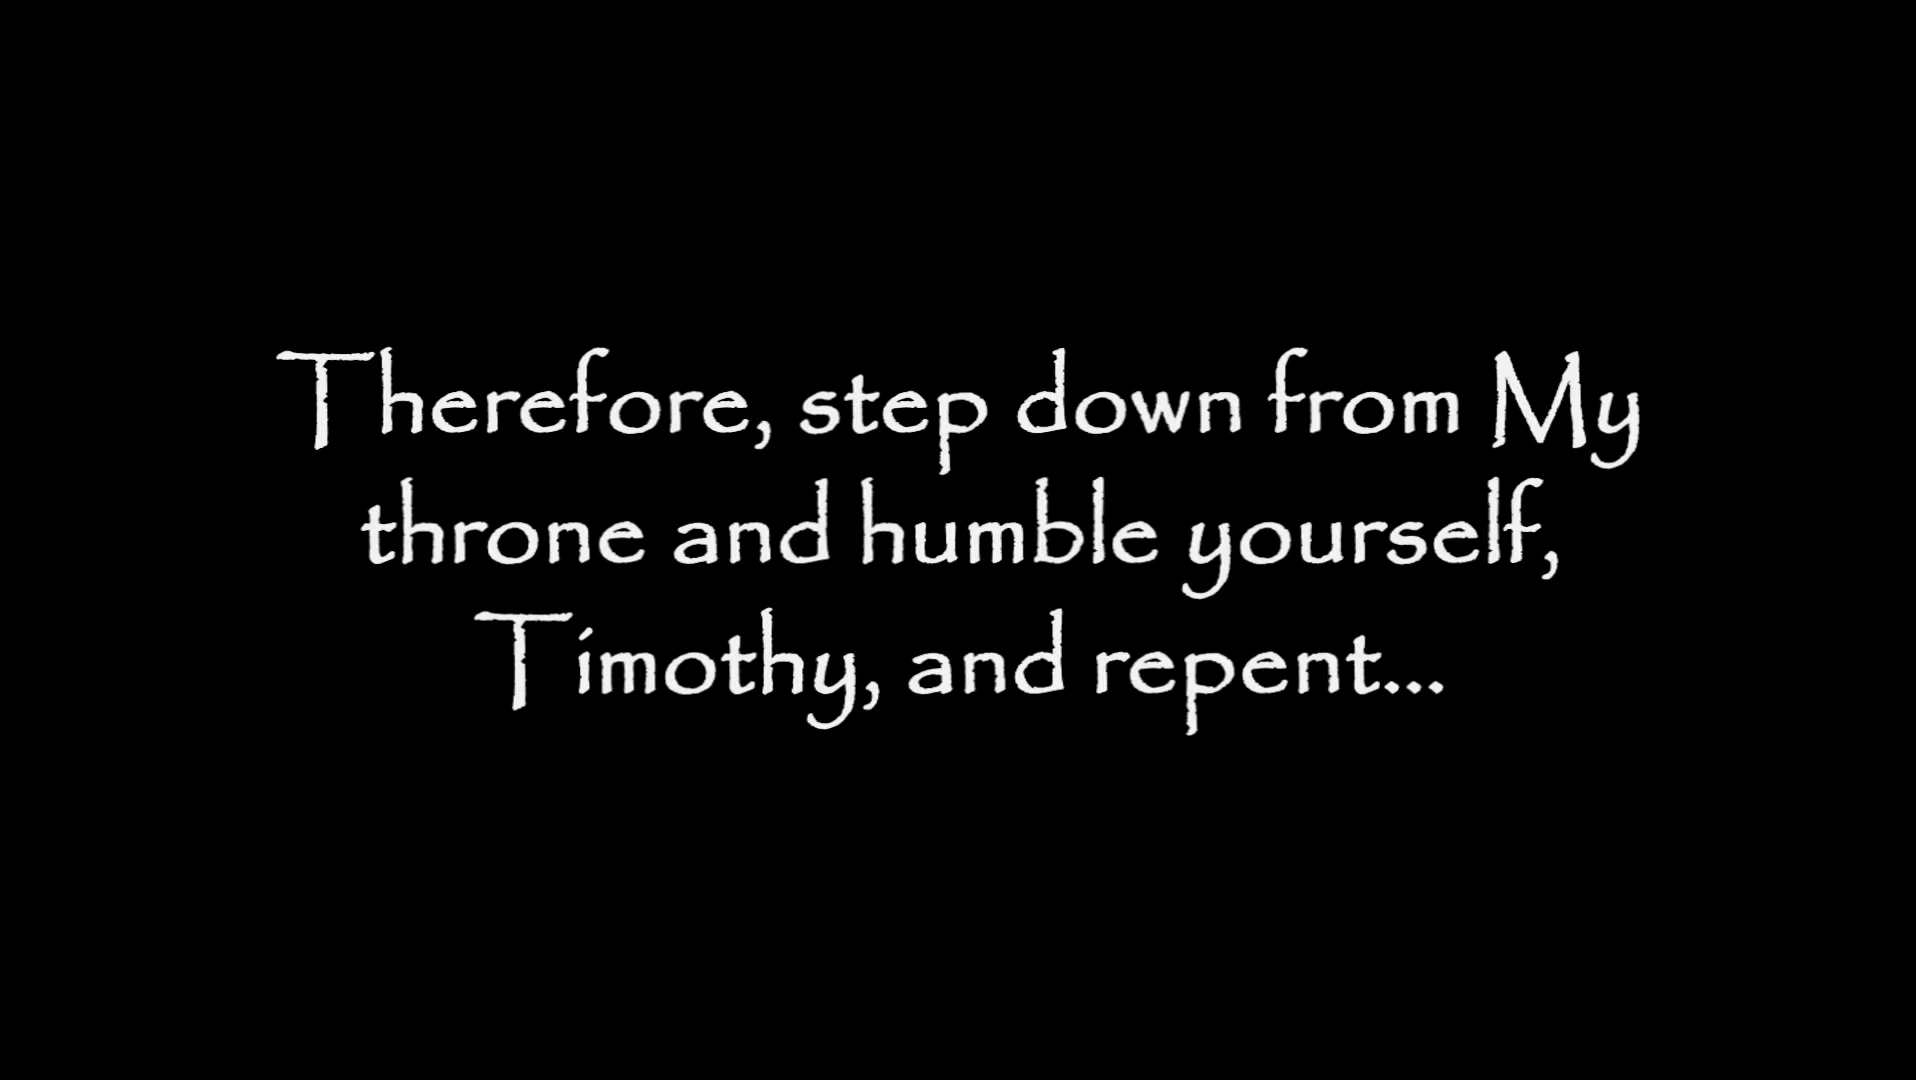 Therefore, step down from My
throne and humble yourself,
Timothy, and repent...